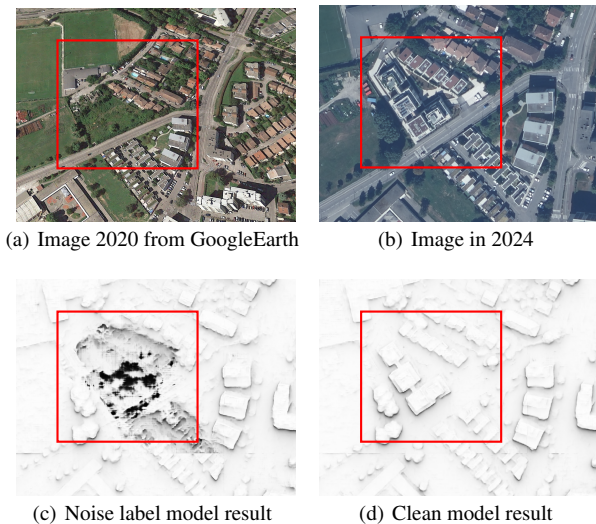 (a) Image 2020 from GoogleEarth
(b) Image in 2024
(c) Noise label model result
(d) Clean model result